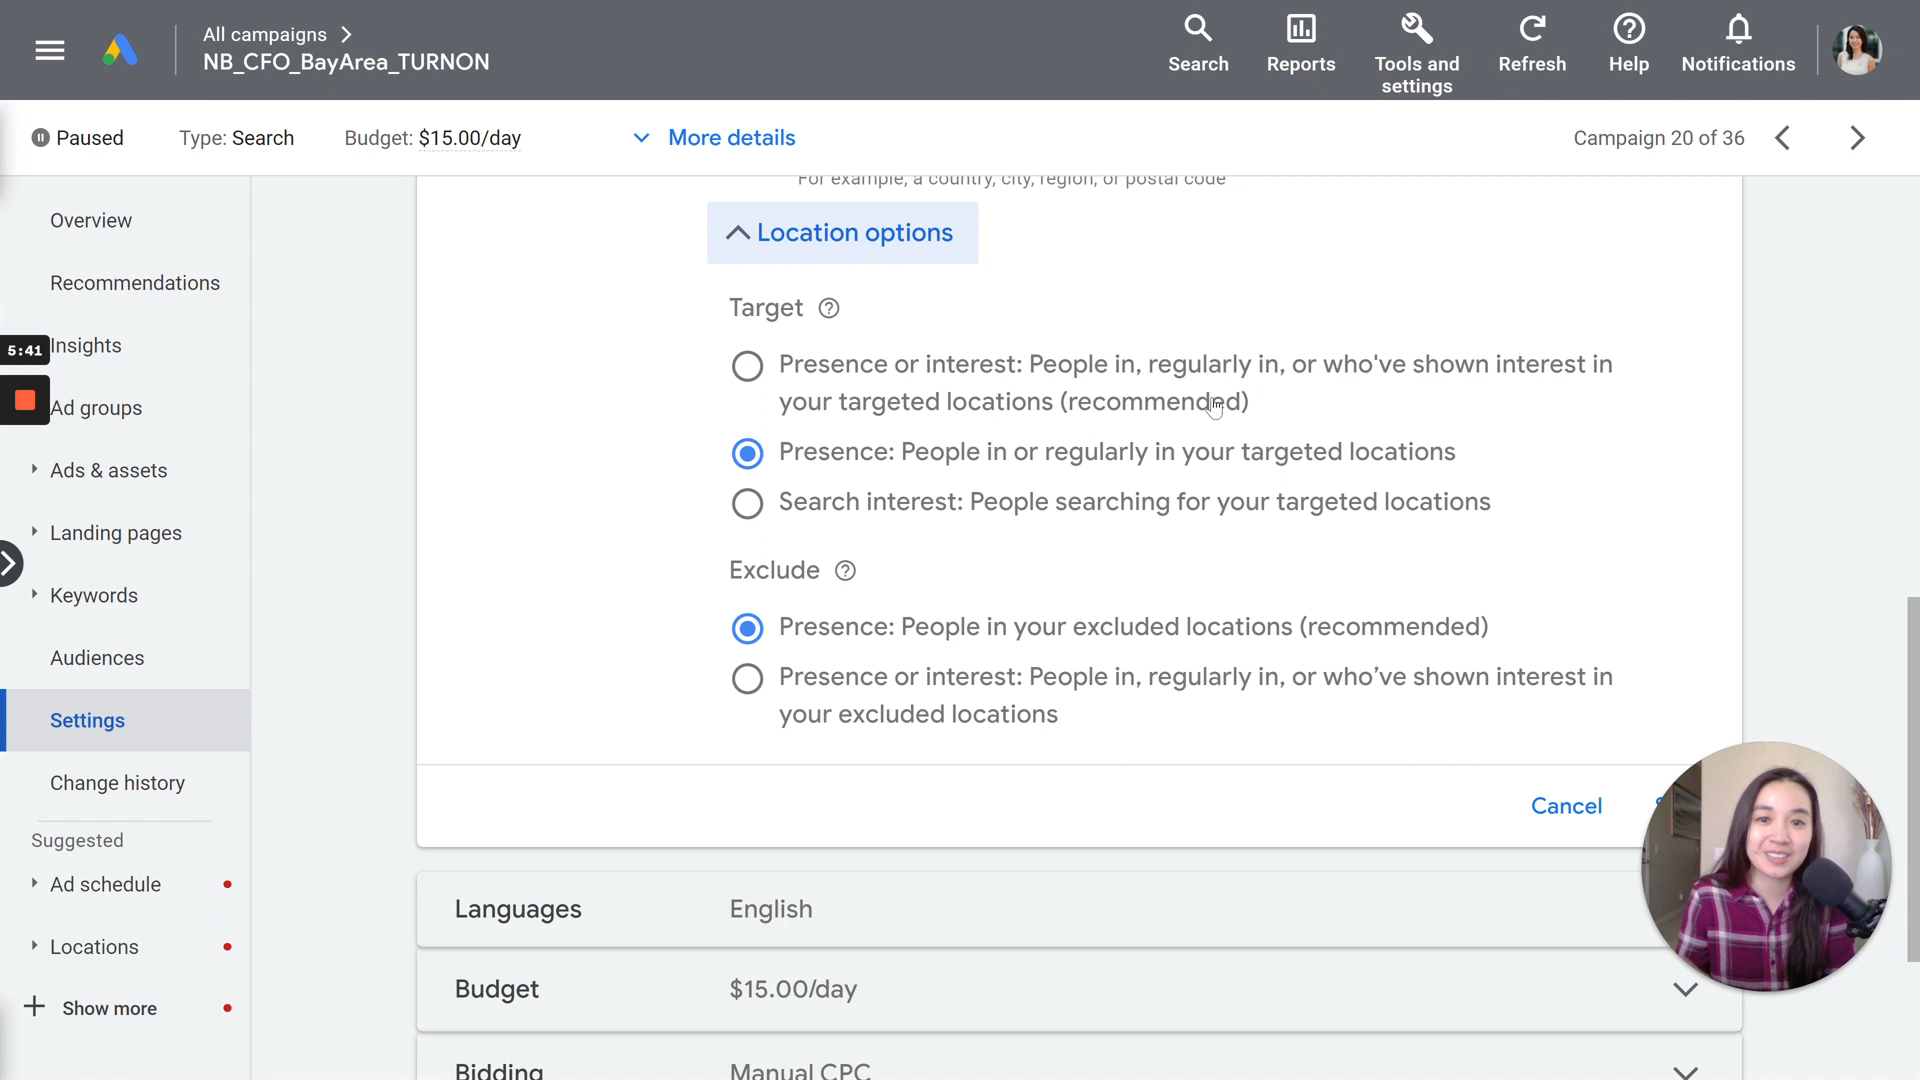 All campaigns
NB_CFO_BayArea_TURNON
Search
Reports
Tools and
settings
Refresh
Help
Notifications
Paused
Type: Search
Budget: $15.00/day
More details
Campaign 20 of 36
Overview
Recommendations
Insights
5:41
Ad groups
Ads & assets
Landing pages
Keywords
Audiences
Settings
Change history
Suggested
Ad schedule
Locations
Show more
For example, a country, city, region, or postal code
Location options
Target
Presence or interest: People in, regularly in, or who've shown interest in
your targeted locations (recommended)
Presence: People in or regularly in your targeted locations
Search interest: People searching for your targeted locations
Exclude
Presence: People in your excluded locations (recommended)
Presence or interest: People in, regularly in, or who’ve shown interest in
your excluded locations
Cancel
Languages
English
Budget
$15.00/day
Bidding
Manual CPC